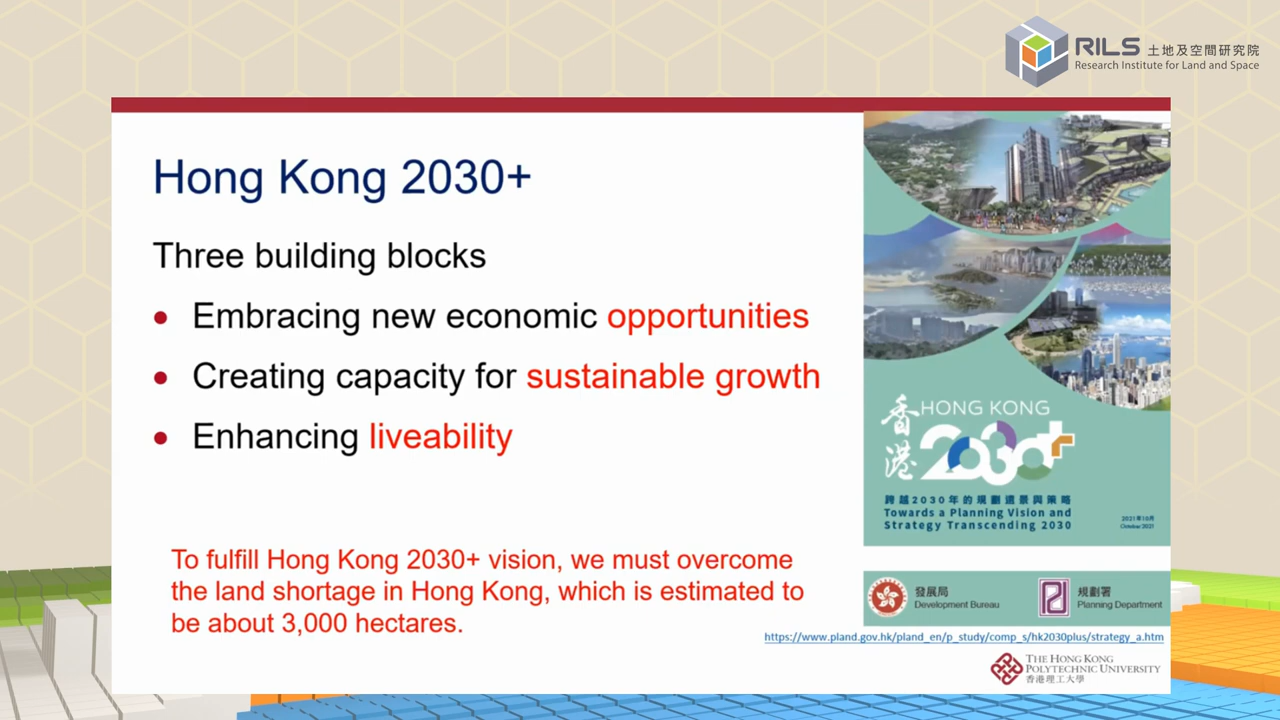 RILS 土地及空間研究院
Research Institute for Land and Space
Hong Kong 2030+
Three building blocks
• Embracing new economic opportunities
• Creating capacity for sustainable growth
• Enhancing liveability
To fulfill Hong Kong 2030+ vision, we must overcome
the land shortage in Hong Kong, which is estimated to
be about 3,000 hectares.
香港
HONG KONG
2030+
跨越2030年的規劃遠景與策略
Towards a Planning Vision and
Strategy Transcending 2030
2021年10月
October 2021
發展局
Development Bureau
規劃署
Planning Department
https://www.pland.gov.hk/pland_en/p_study/comp_s/hk2030plus/strategy_a.htm
THE HONG KONG
POLYTECHNIC UNIVERSITY
香港理工大學